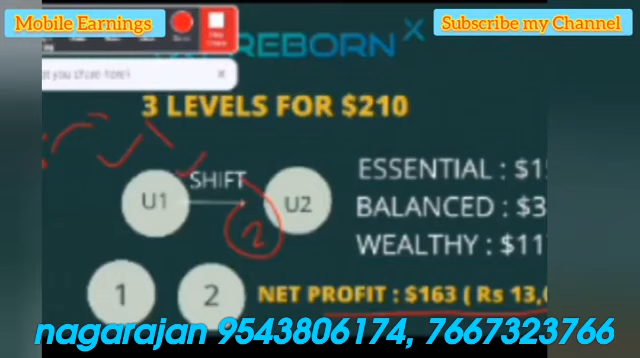 Mobile Earnings
Subscribe my Channel
REBORN X
3 LEVELS FOR $210
SHIFT
U1
U2
2
ESSENTIAL : $1
BALANCED : $3
WEALTHY : $11
1
2
NET PROFIT : $163 ( Rs 13,
nagarajan 9543806174, 7667323766